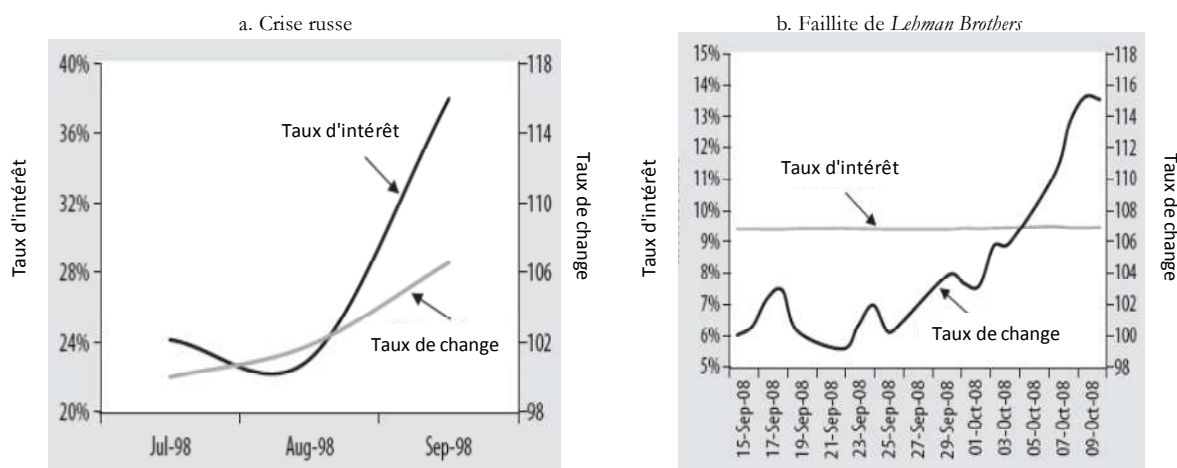 a. Crise russe
40%
36%
32%
28%
24%
20%
Taux d'intérêt
118
114
110
106
102
98
Taux de change
Taux d'intérêt
Taux de change
Jul-98
Aug-98
Sep-98
b. Faillite de Lehman Brothers
15%
14%
13%
12%
11%
10%
9%
8%
7%
6%
5%
Taux d'intérêt
118
116
114
112
110
108
106
104
102
100
98
Taux de change
Taux d'intérêt
Taux de change
15-Sep-08
17-Sep-08
19-Sep-08
21-Sep-08
23-Sep-08
25-Sep-08
27-Sep-08
29-Sep-08
01-Oct-08
03-Oct-08
05-Oct-08
07-Oct-08
09-Oct-08